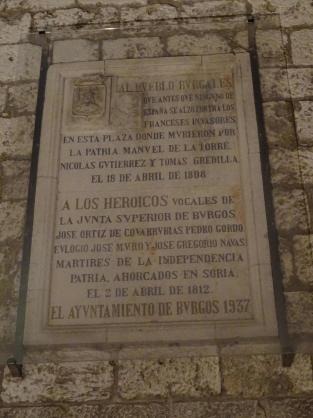 AL PVEBLO BVRGALES
QVE ANTES QVE NINGVNO DE
ESPAÑA SE ALZO CONTRA LOS
FRANCESES INVASORES
EN ESTA PLAZA DONDE MVRIERON POR
LA PATRIA MANVEL DE LA TORRE,
NICOLAS GVTIERREZ Y TOMAS GREDILLA
EL 18 DE ABRIL DE 1808
A LOS HEROICOS VOCALES DE
LA JVNTA SVPERIOR DE BVRGOS
JOSE ORTIZ DE COVARRVBIAS PEDRO GORDO
EVLOGIO JOSE MVRO Y JOSE GREGORIO NAVAS
MARTIRES DE LA INDEPENDENCIA
PATRIA, AHORCADOS EN SORIA
EL 2 DE ABRIL DE 1812.
EL AYVNTAMIENTO DE BVRGOS 1937